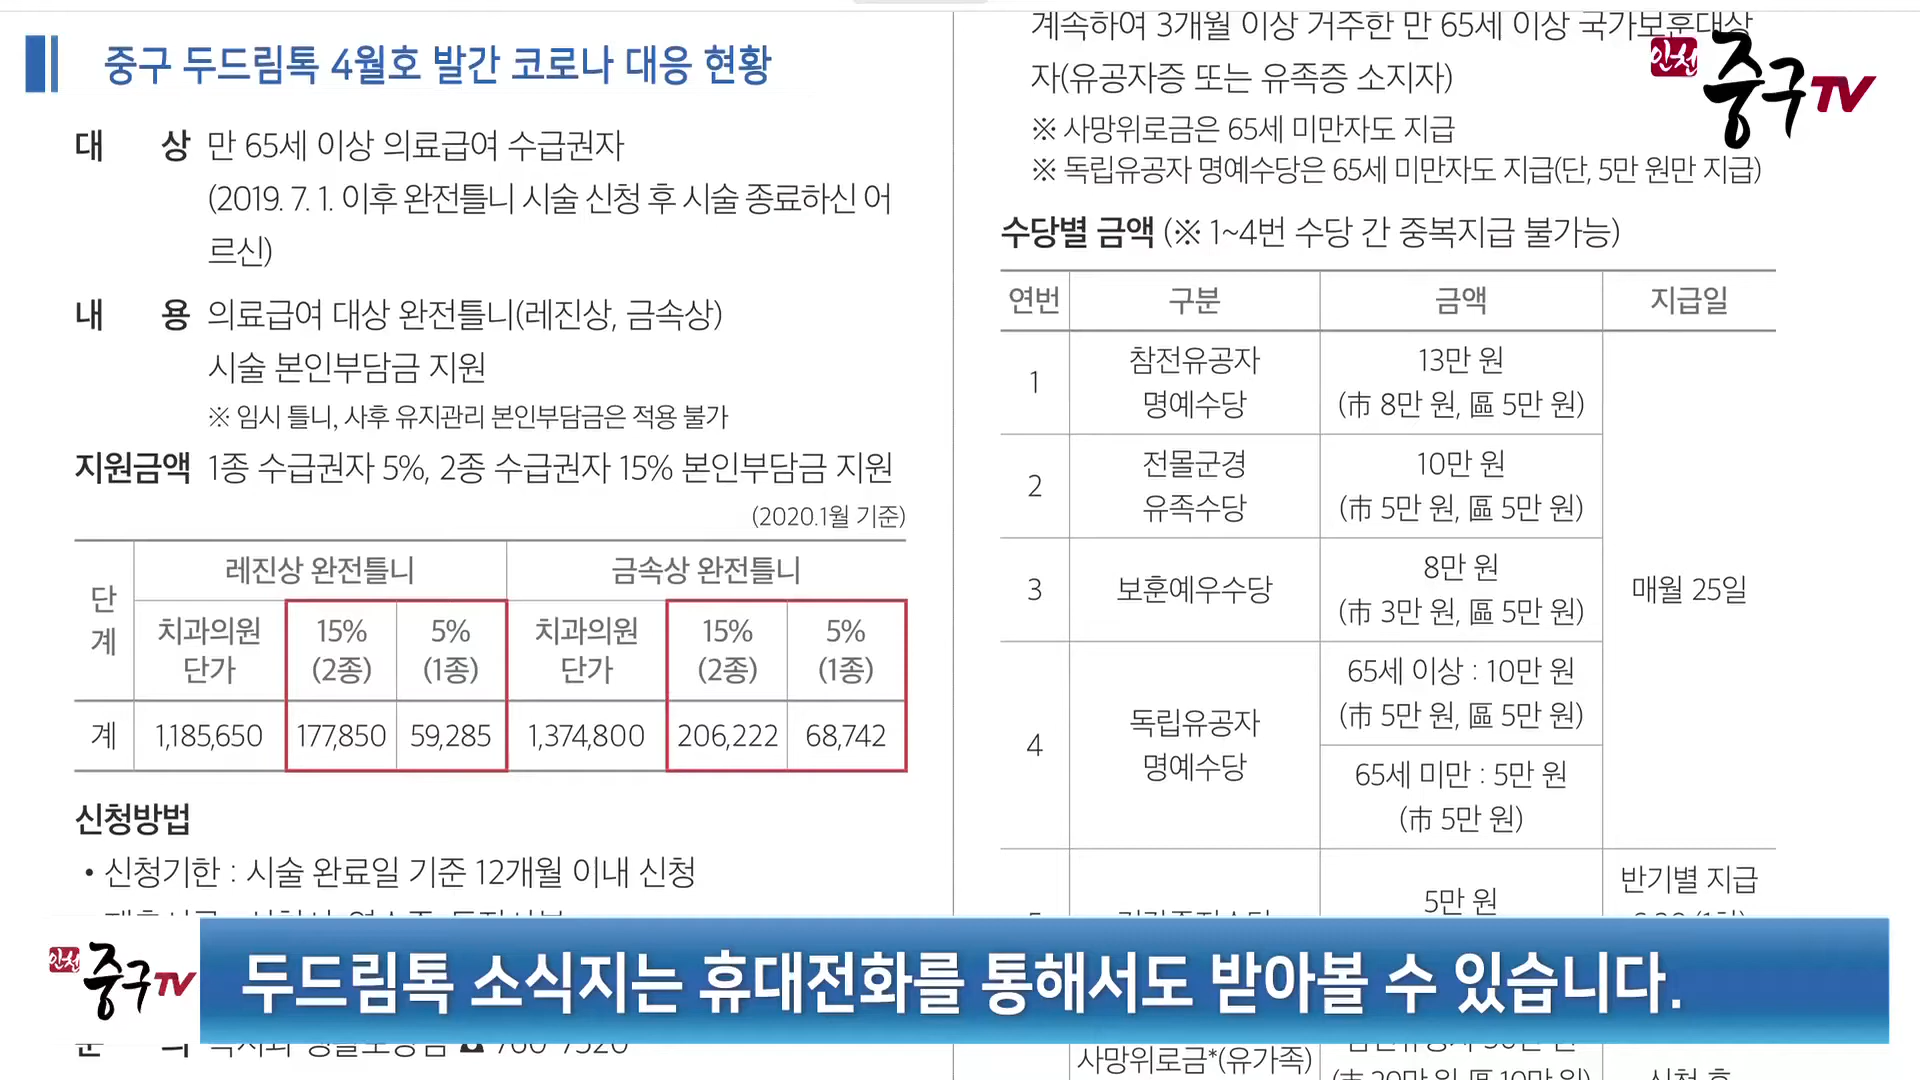 중구 두드림톡 4월호 발간 코로나 대응 현황
대 상 만 65세 이상 의료급여 수급권자
(2019. 7. 1. 이후 완전틀니 시술 신청 후 시술 종료하신 어
르신)
내 용 의료급여 대상 완전틀니(레진상, 금속상)
시술 본인부담금 지원
※ 임시 틀니, 사후 유지관리 본인부담금은 적용 불가
지원금액 1종 수급권자 5%, 2종 수급권자 15% 본인부담금 지원
(2020.1월 기준)
단계 레진상 완전틀니 금속상 완전틀니
치과의원 단가 15% (2종) 5% (1종) 치과의원 단가 15% (2종) 5% (1종)
계 1,185,650 177,850 59,285 1,374,800 206,222 68,742
신청방법
• 신청기한 : 시술 완료일 기준 12개월 이내 신청
계속하여 3개월 이상 거주한 만 65세 이상 국가보훈대상
자(유공자증 또는 유족증 소지자)
※ 사망위로금은 65세 미만자도 지급
※ 독립유공자 명예수당은 65세 미만자도 지급(단, 5만 원만 지급)
인천 중구TV
수당별 금액 (※ 1~4번 수당 간 중복지급 불가능)
연번 구분 금액 지급일
1 참전유공자 명예수당 13만 원 (市 8만 원, 區 5만 원)
2 전몰군경 유족수당 10만 원 (市 5만 원, 區 5만 원)
3 보훈예우수당 8만 원 (市 3만 원, 區 5만 원) 매월 25일
4 독립유공자 명예수당 65세 이상 : 10만 원 (市 5만 원, 區 5만 원)
65세 미만 : 5만 원 (市 5만 원)
5만 원 반기별 지급
사망위로금*(유가족)
인천 중구TV
두드림톡 소식지는 휴대전화를 통해서도 받아볼 수 있습니다.